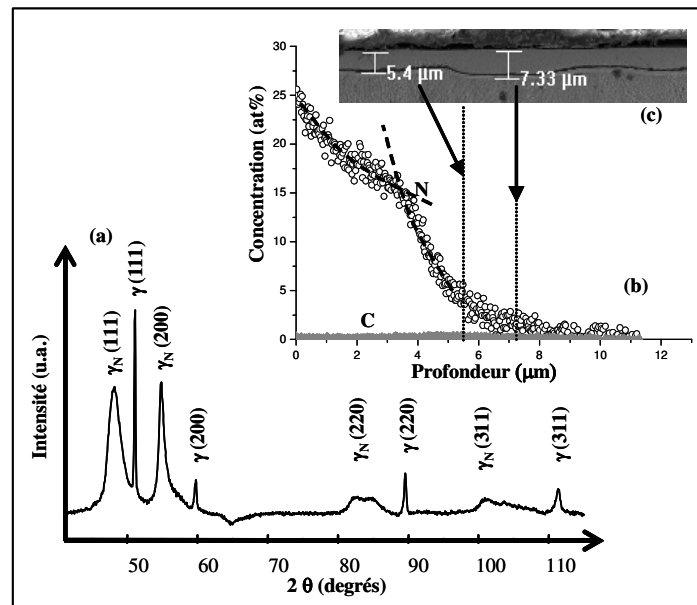 30
25
20
15
10
5
0
Concentration (at%)
5.4 µm
7.33 µm
(c)
N
(b)
C
0 2 4 6 8 10 12
Profondeur (µm)
(a)
Intensité (u.a.)
γN (111)
γ (111)
γN (200)
γ (200)
γN (220)
γ (220)
γN (311)
γ (311)
50 60 70 80 90 100 110
2 θ (degrés)